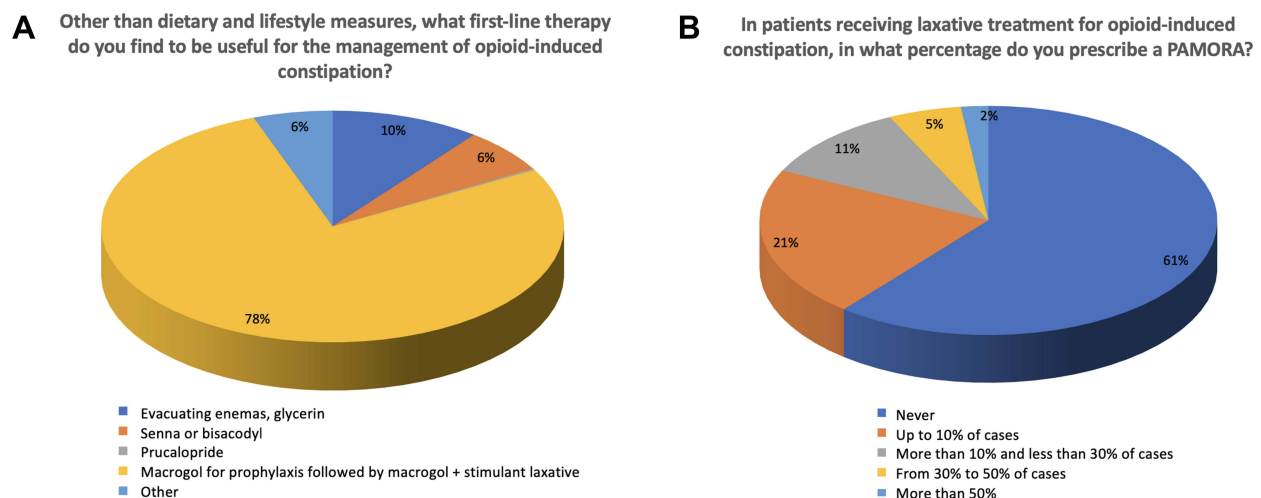 A
Other than dietary and lifestyle measures, what first-line therapy
do you find to be useful for the management of opioid-induced
constipation?
6%
10%
6%
78%
Evacuating enemas, glycerin
Senna or bisacodyl
Prucalopride
Macrogol for prophylaxis followed by macrogol + stimulant laxative
Other
B
In patients receiving laxative treatment for opioid-induced
constipation, in what percentage do you prescribe a PAMORA?
2%
5%
11%
21%
61%
Never
Up to 10% of cases
More than 10% and less than 30% of cases
From 30% to 50% of cases
More than 50%